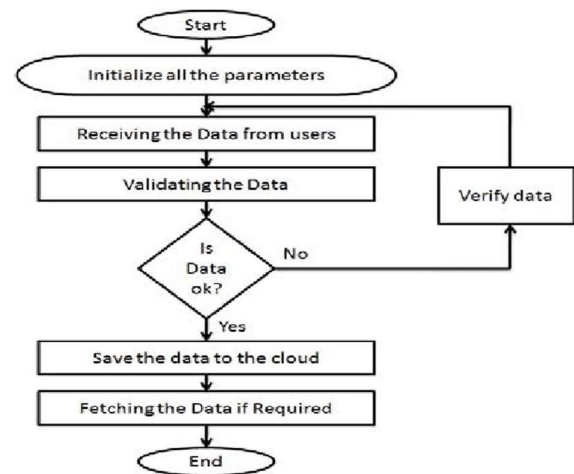 Start
Initialize all the parameters
Receiving the Data from users
Validating the Data
Verify data
Is
Data
ok?
No
Yes
Save the data to the cloud
Fetching the Data if Required
End